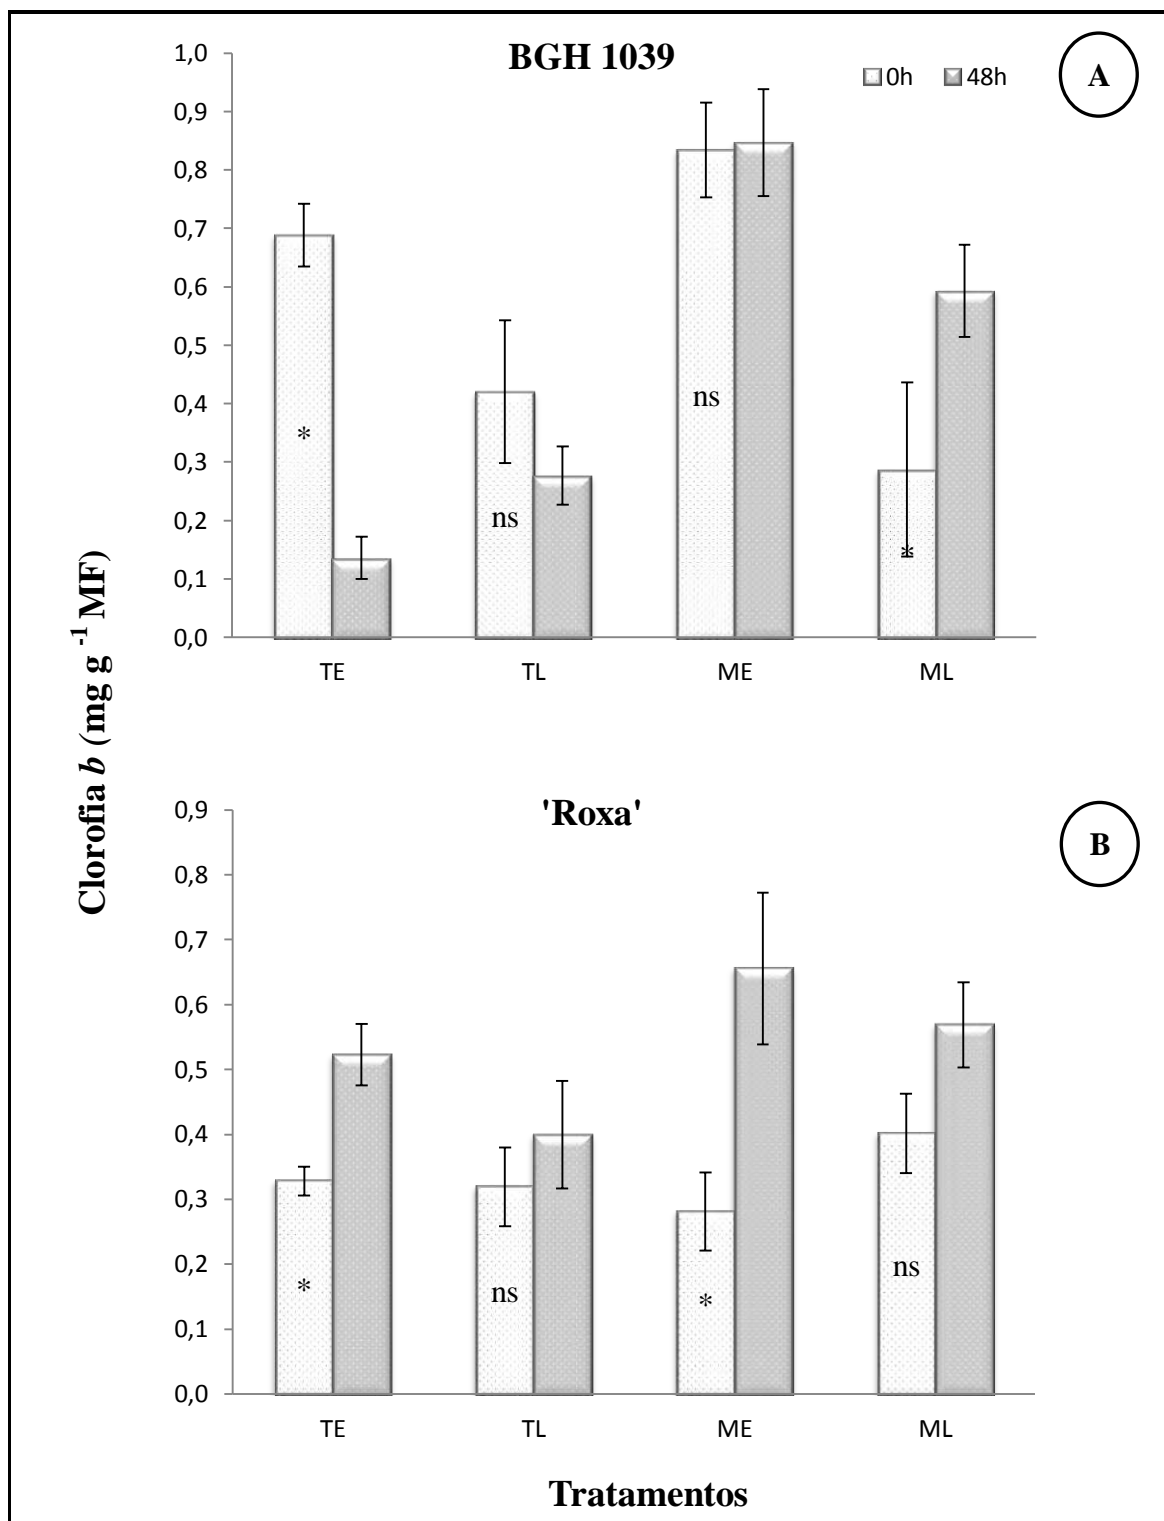 BGH 1039
0h 48h
A
1,0
0,9
0,8
0,7
0,6
0,5
0,4
0,3
0,2
0,1
0,0
*
ns
ns
*
TE TL ME ML
Clorofia b (mg g -1 MF)
'Roxa'
B
0,9
0,8
0,7
0,6
0,5
0,4
0,3
0,2
0,1
0,0
*
ns
*
ns
TE TL ME ML
Tratamentos